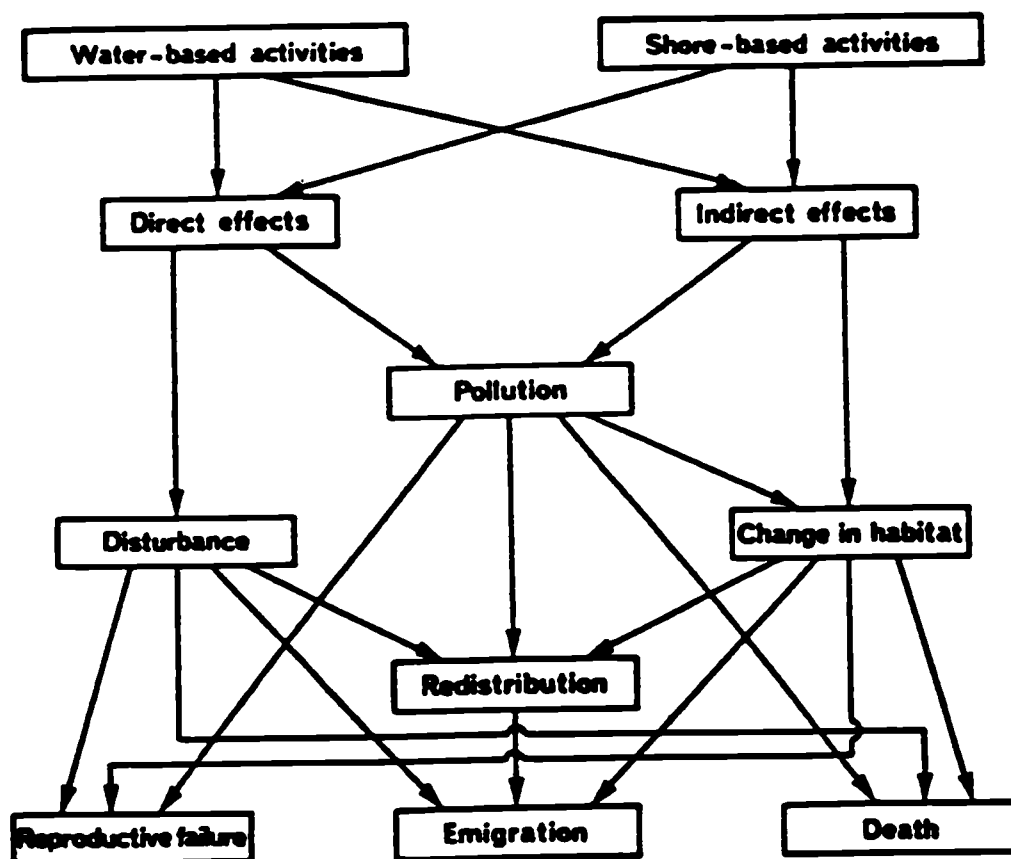 Water-based activities
Shore-based activities
Direct effects
Indirect effects
Pollution
Disturbance
Change in habitat
Redistribution
Reproductive failure
Emigration
Death